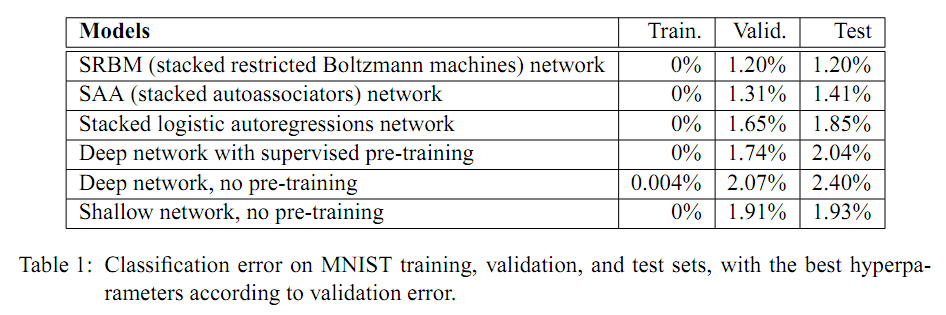 Models Train. Valid. Test
SRBM (stacked restricted Boltzmann machines) network 0% 1.20% 1.20%
SAA (stacked autoassociators) network 0% 1.31% 1.41%
Stacked logistic autoregressions network 0% 1.65% 1.85%
Deep network with supervised pre-training 0% 1.74% 2.04%
Deep network, no pre-training 0.004% 2.07% 2.40%
Shallow network, no pre-training 0% 1.91% 1.93%
Table 1: Classification error on MNIST training, validation, and test sets, with the best hyperpa-
rameters according to validation error.